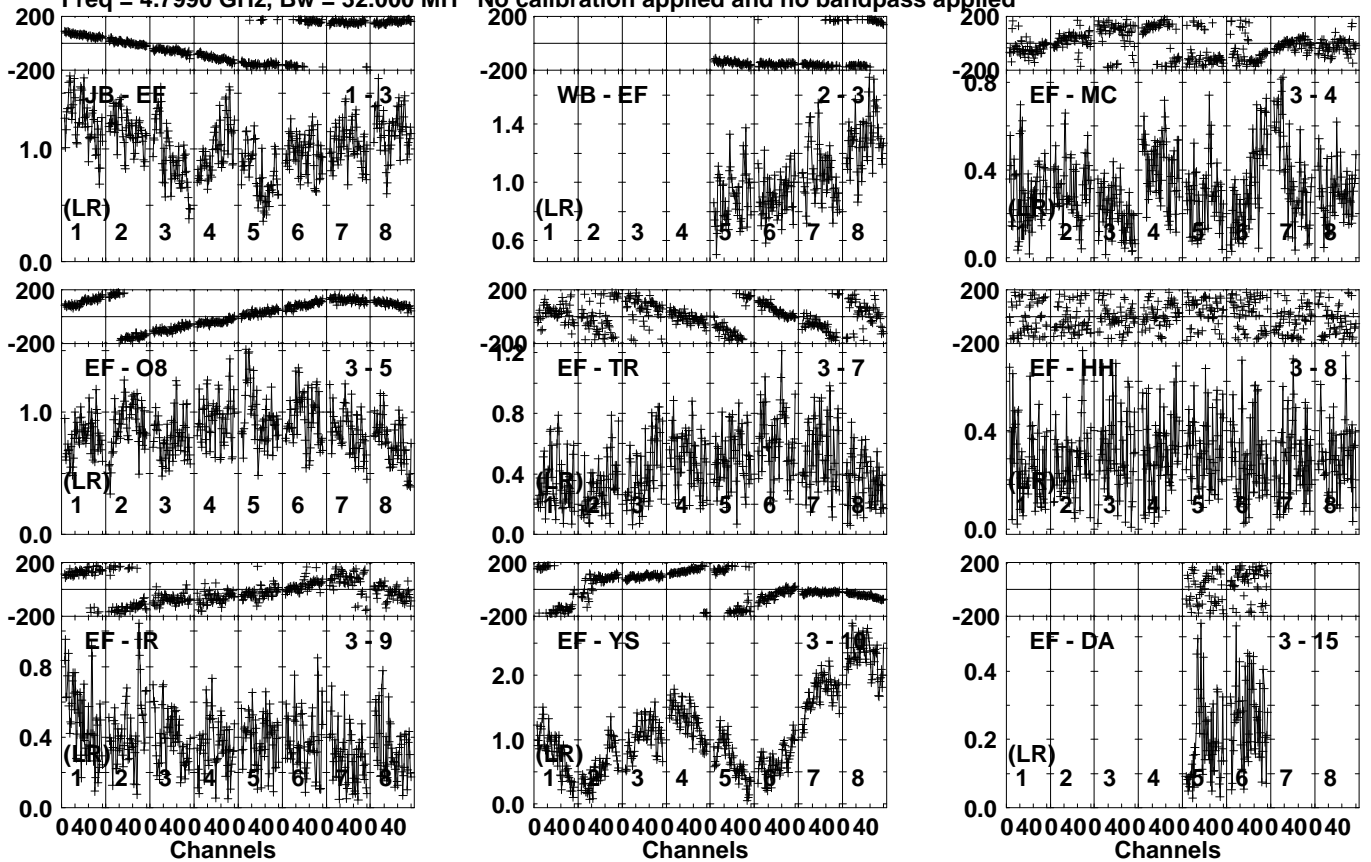 Freq = 4.7990 GHz, Bw = 32.000 MH No calibration applied and no bandpass applied
200
-200
JB - EF 1 - 3
1.0
(LR)
1 2 3 4 5 6 7 8
0.0
WB - EF 2 - 3
1.4
1.0
(LR)
1 2 3 4 5 6 7 8
0.6
200
-200
0.8
EF - MC 3 - 4
0.4
(LR)
1 2 3 4 5 6 7 8
0.0
200
-200
EF - O8 3 - 5
1.0
(LR)
1 2 3 4 5 6 7 8
0.0
200
-200
1.2
EF - TR 3 - 7
0.8
0.4
(LR)
1 2 3 4 5 6 7 8
0.0
200
-200
EF - HH 3 - 8
0.4
(LR)
1 2 3 4 5 6 7 8
0.0
200
-200
EF - IR 3 - 9
0.8
0.4
(LR)
1 2 3 4 5 6 7 8
0.0
200
-200
EF - YS 3 - 10
2.0
1.0
(LR)
1 2 3 4 5 6 7 8
0.0
200
-200
EF - DA 3 - 15
0.4
0.2
(LR)
1 2 3 4 5 6 7 8
0.0
0 40 0 40 0 40 0 40 0 40 0 40 0 40 0 40
Channels
0 40 0 40 0 40 0 40 0 40 0 40 0 40 0 40
Channels
0 40 0 40 0 40 0 40 0 40 0 40 0 40 0 40
Channels